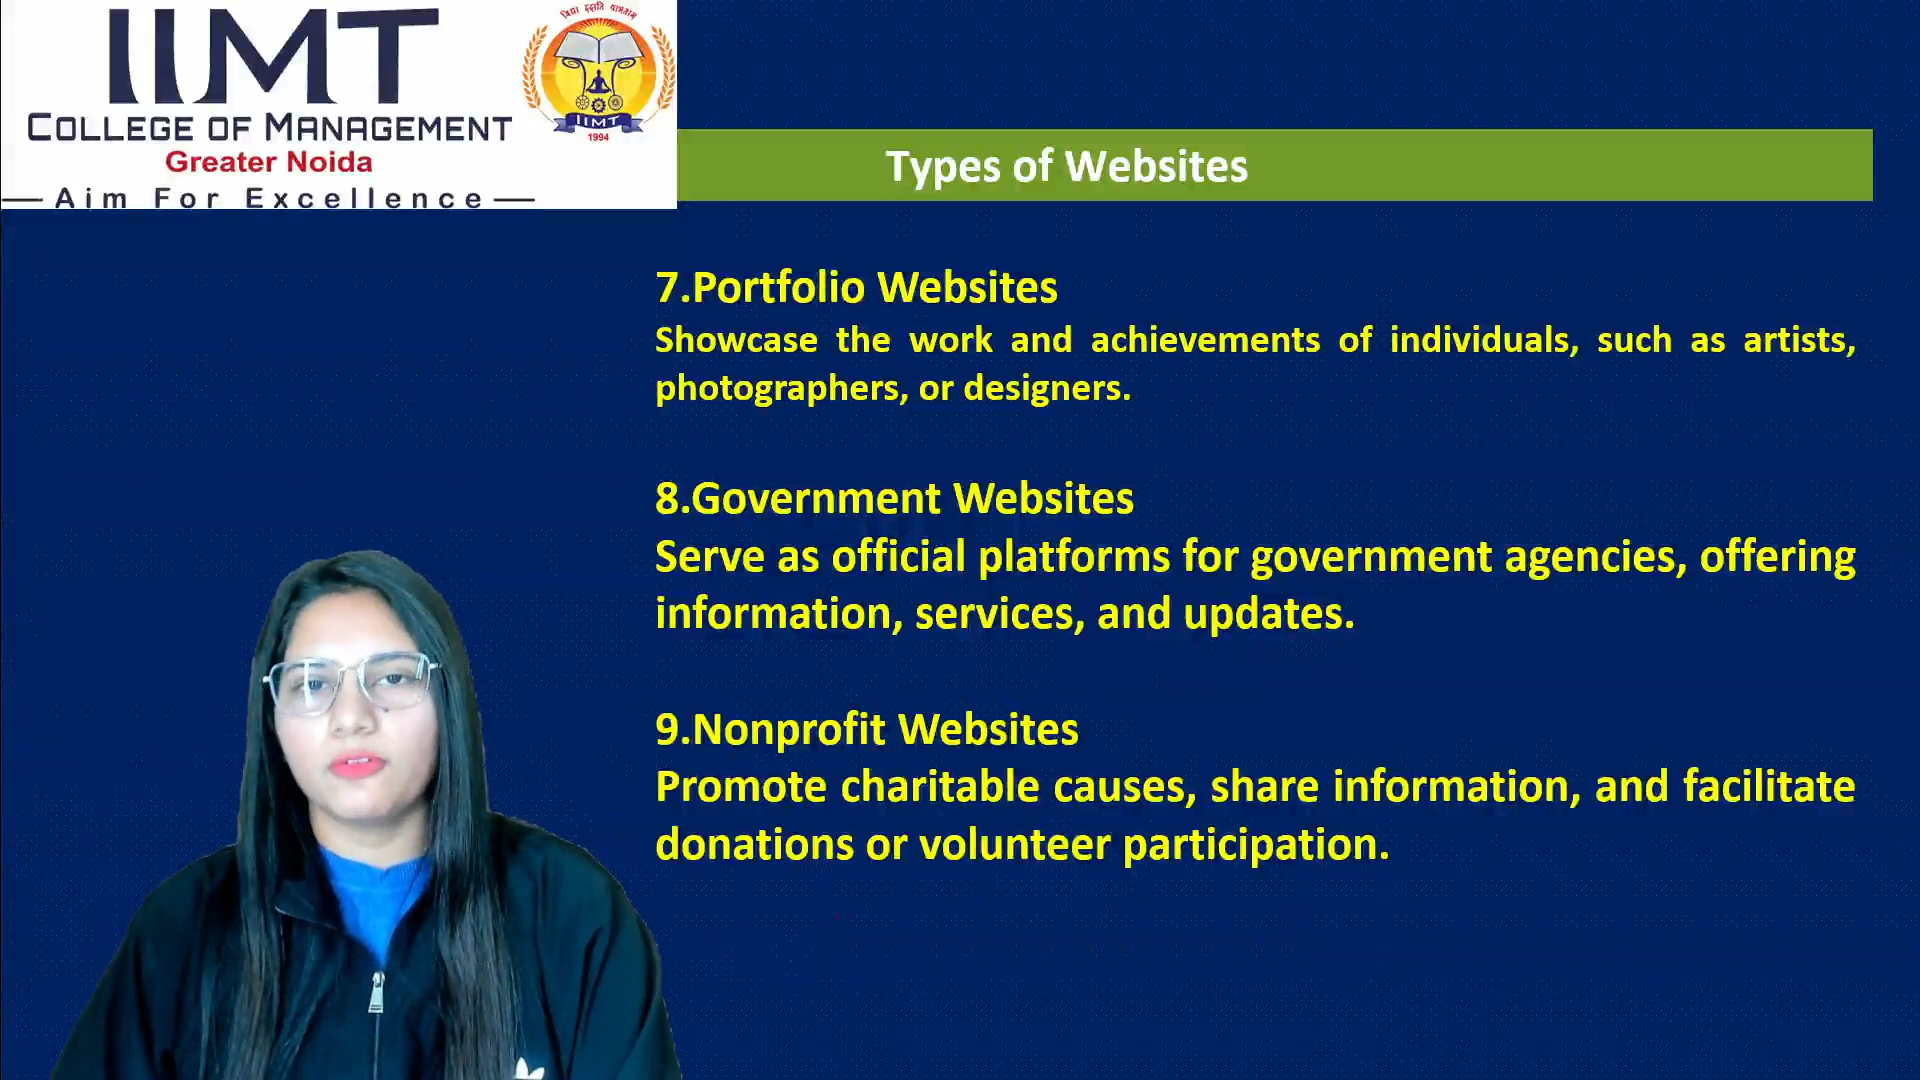 IIMT
COLLEGE OF MANAGEMENT
Greater Noida
Aim For Excellence
IIMT
1994
Types of Websites
7.Portfolio Websites
Showcase the work and achievements of individuals, such as artists,
photographers, or designers.
8.Government Websites
Serve as official platforms for government agencies, offering
information, services, and updates.
9.Nonprofit Websites
Promote charitable causes, share information, and facilitate
donations or volunteer participation.